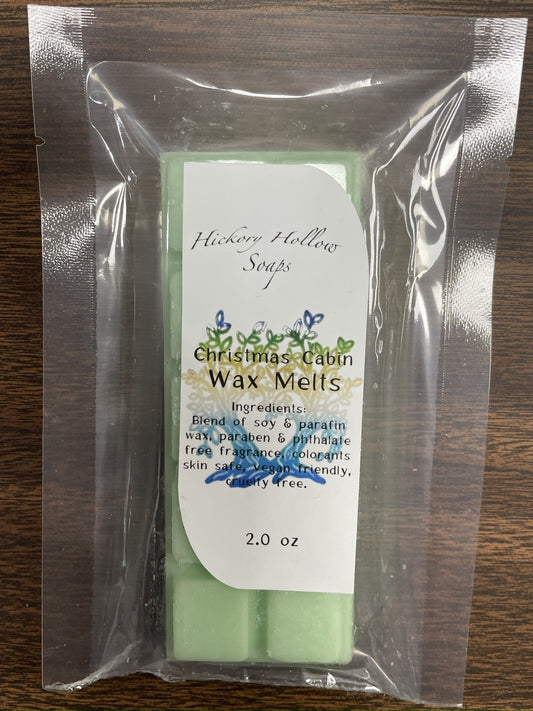 Hickory Hollow
Soaps
Christmas Cabin
Wax Melts
Ingredients:
Blend of soy & parafin
wax, paraben & phthalate
free fragrance, colorants
skin safe, vegan friendly,
cruelty free.
2.0 oz